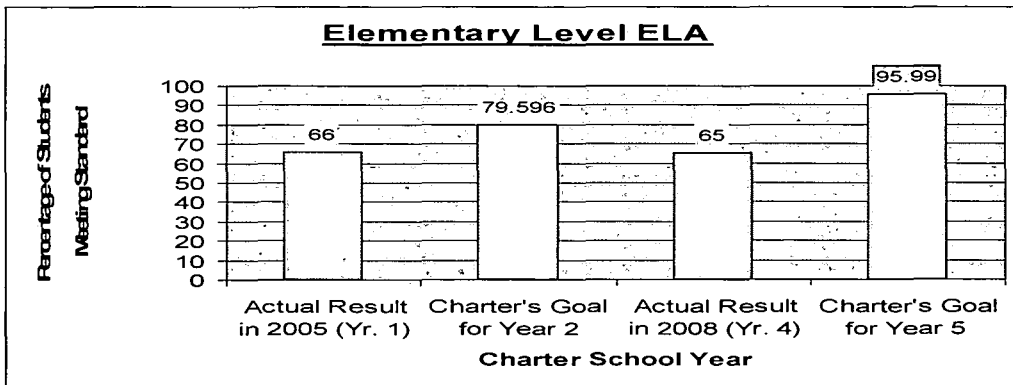 Elementary Level ELA
Percentage of Students
Meeting Standard
100
90
80
70
60
50
40
30
20
10
0
66
79.596
65
95.99
Actual Result
in 2005 (Yr. 1)
Charter's Goal
for Year 2
Actual Result
in 2008 (Yr. 4)
Charter's Goal
for Year 5
Charter School Year